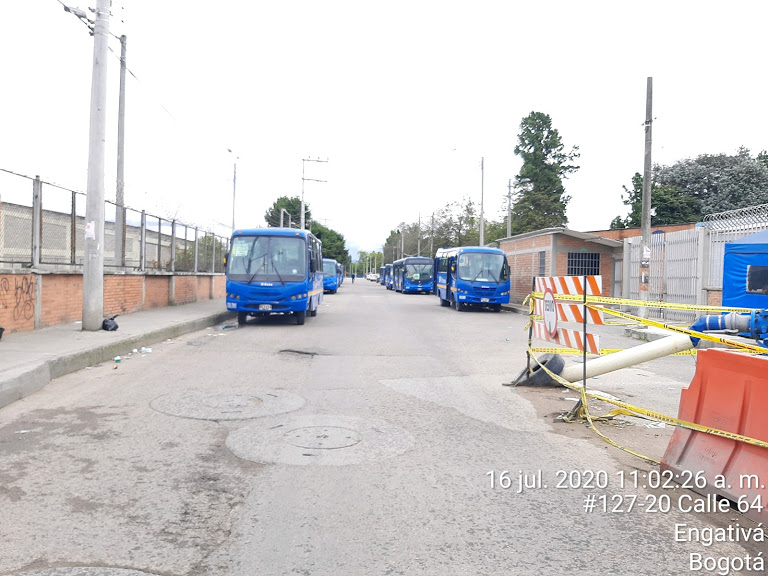 16 jul. 2020 11:02:26 a. m.
#127-20 Calle 64
Engativá
Bogotá